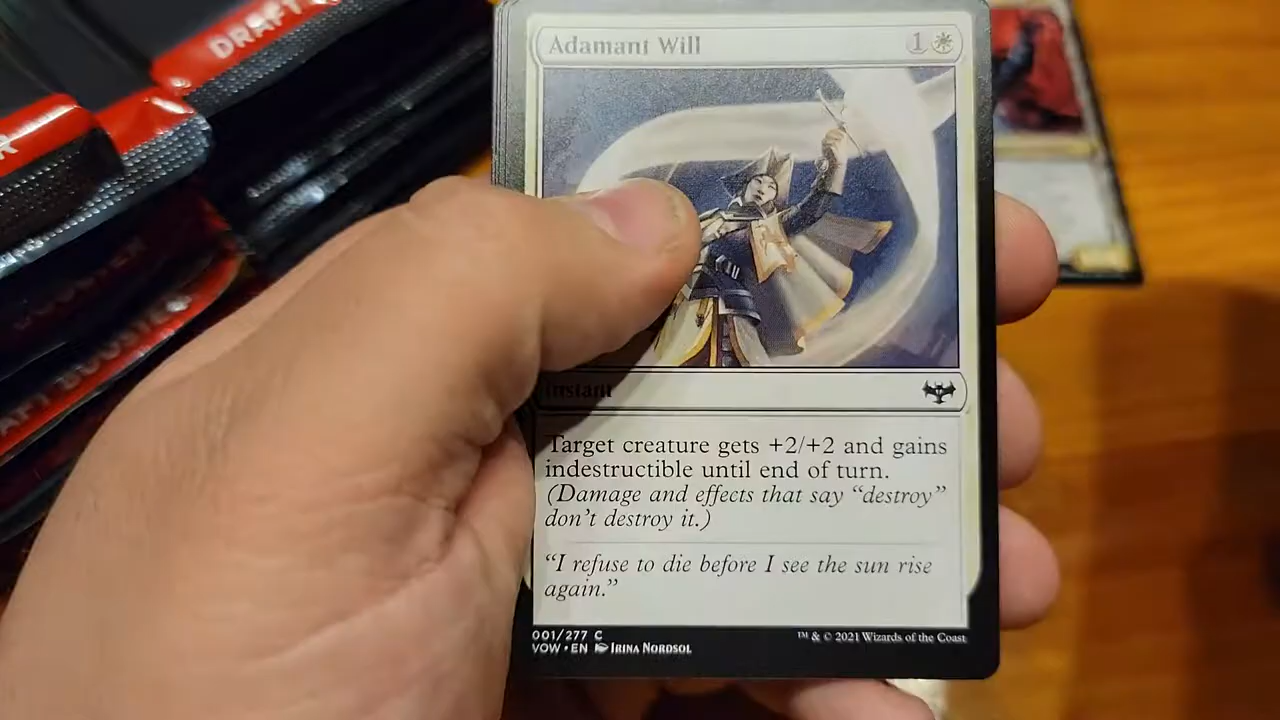 DRAFT
Adamant Will 1
Instant
Target creature gets +2/+2 and gains
indestructible until end of turn.
(Damage and effects that say “destroy”
don’t destroy it.)
“I refuse to die before I see the sun rise
again.”
001/277 C
VOW • EN Irina Nordsol
™ & © 2021 Wizards of the Coast